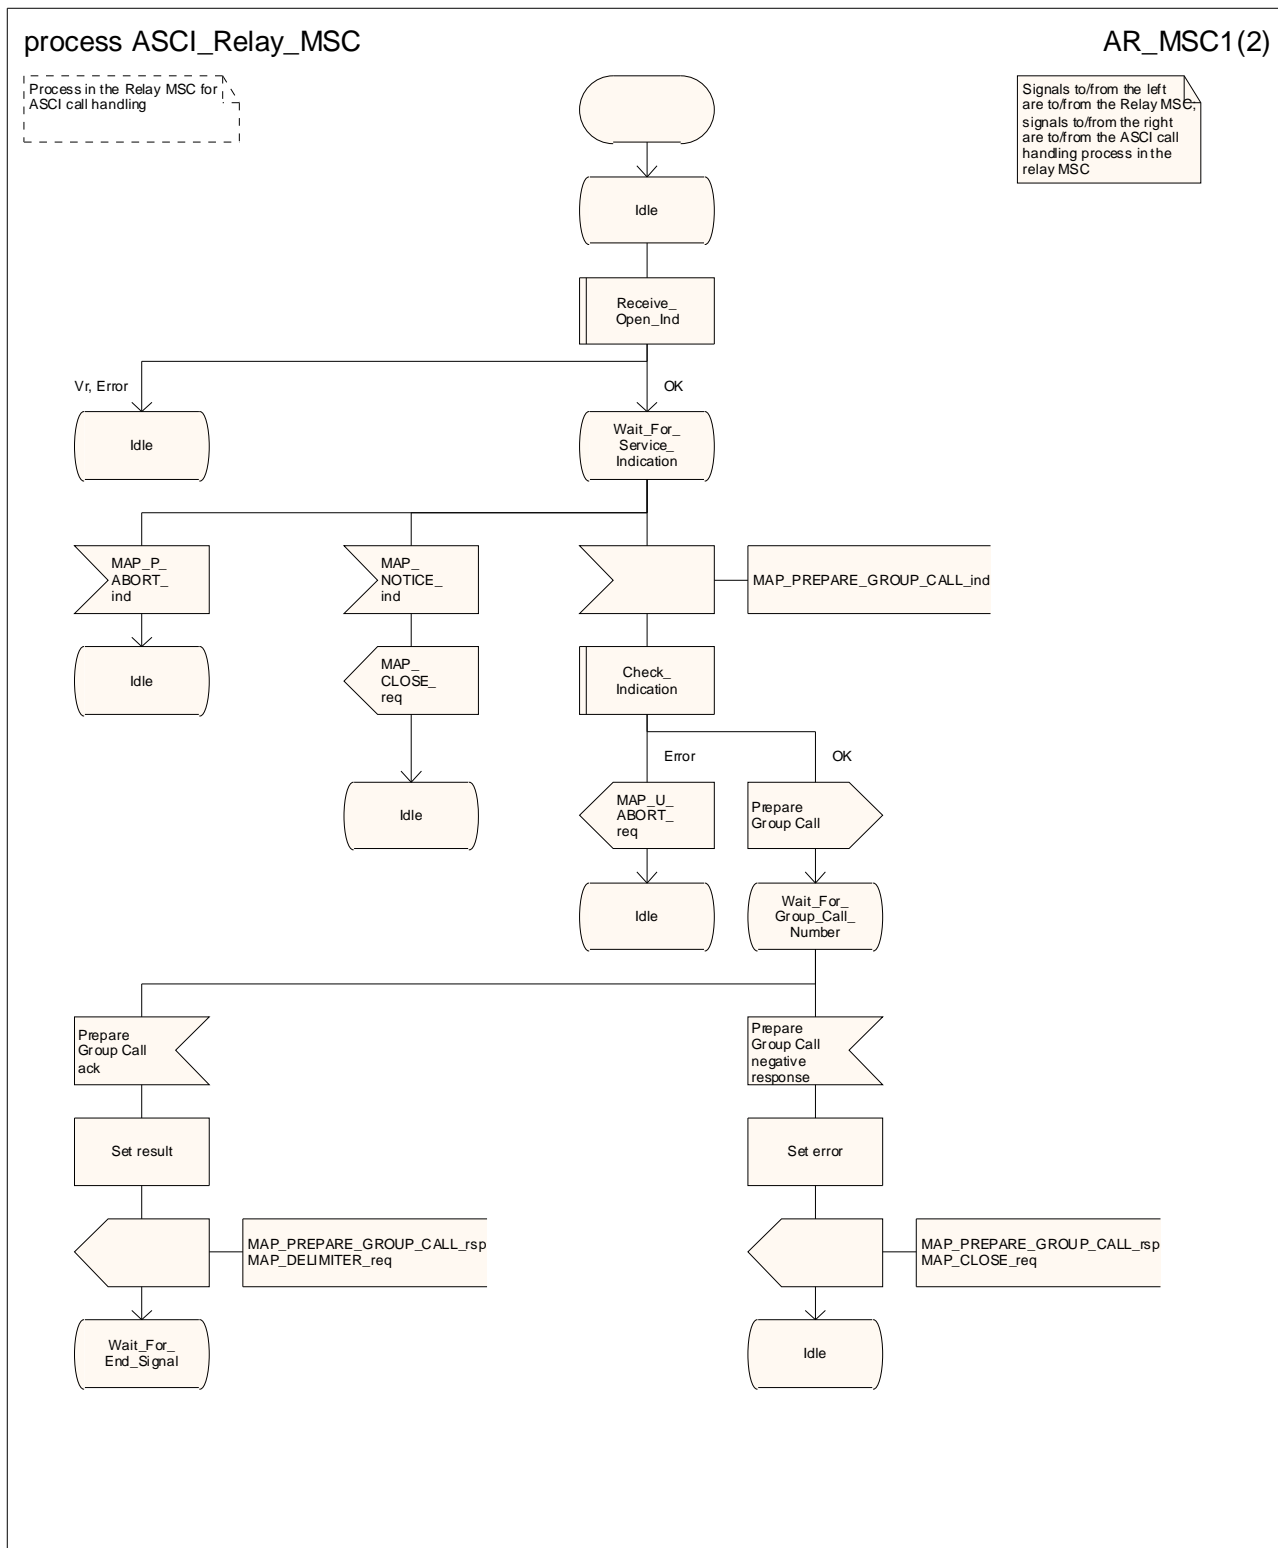 process ASCI_Relay_MSC
AR_MSC1(2)
Process in the Relay MSC for
ASCI call handling
Signals to/from the left
are to/from the Relay MSC;
signals to/from the right
are to/from the ASCI call
handling process in the
relay MSC
Idle
Receive_
Open_Ind
Vr, Error
OK
Idle
Wait_For_
Service_
Indication
MAP_P_
ABORT_
ind
MAP_
NOTICE_
ind
MAP_PREPARE_GROUP_CALL_ind
Idle
MAP_
CLOSE_
req
Check_
Indication
Error
OK
Idle
MAP_U_
ABORT_
req
Prepare
Group Call
Idle
Wait_For_
Group_Call_
Number
Prepare
Group Call
ack
Prepare
Group Call
negative
response
Set result
Set error
MAP_PREPARE_GROUP_CALL_rsp
MAP_DELIMITER_req
MAP_PREPARE_GROUP_CALL_rsp
MAP_CLOSE_req
Wait_For_
End_Signal
Idle